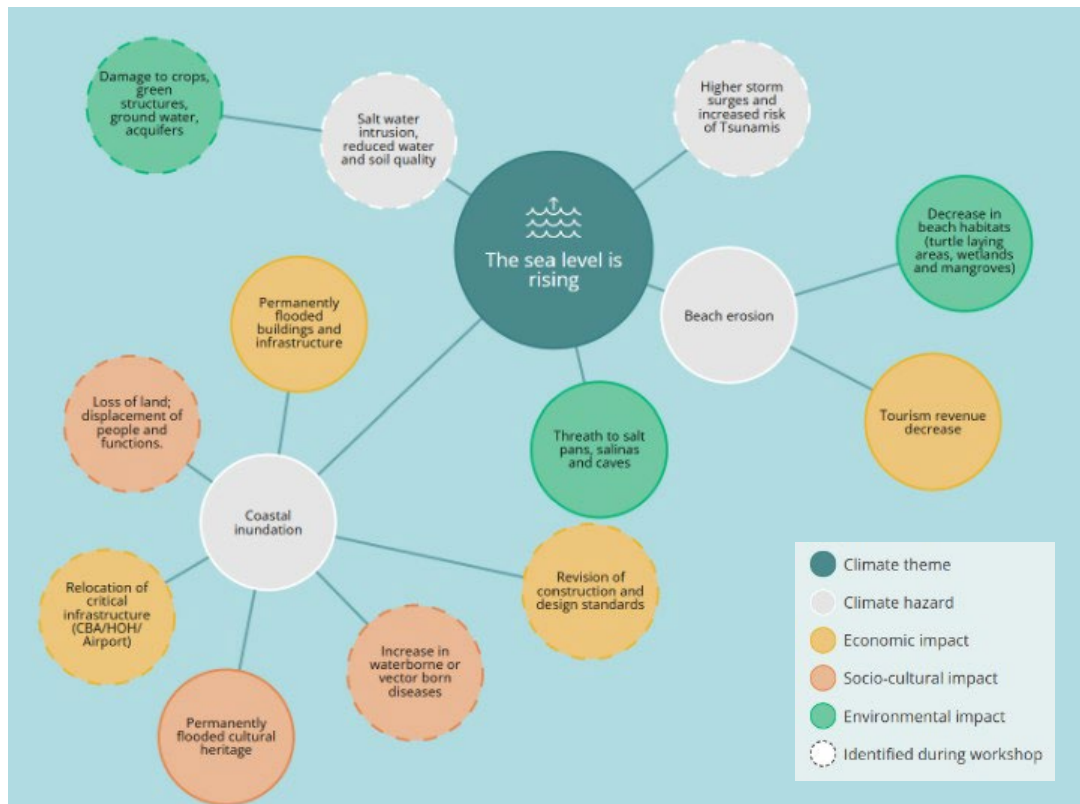 Damage to crops,
green
structures,
ground water,
acquifers
Salt water
intrusion,
reduced water
and soil quality
Higher storm
surges and
increased risk
of Tsunamis
The sea level is
rising
Decrease in
beach habitats
(turtle laying
areas, wetlands
and mangroves)
Beach erosion
Permanently
flooded
buildings and
infrastructure
Loss of land;
displacement of
people and
functions.
Threath to salt
pans, salinas
and caves
Tourism revenue
decrease
Coastal
inundation
Relocation of
critical
infrastructure
(CBA/HOH/
Airport)
Revision of
construction and
design standards
Increase in
waterborne or
vector born
diseases
Permanently
flooded cultural
heritage
Climate theme
Climate hazard
Economic impact
Socio-cultural impact
Environmental impact
Identified during workshop